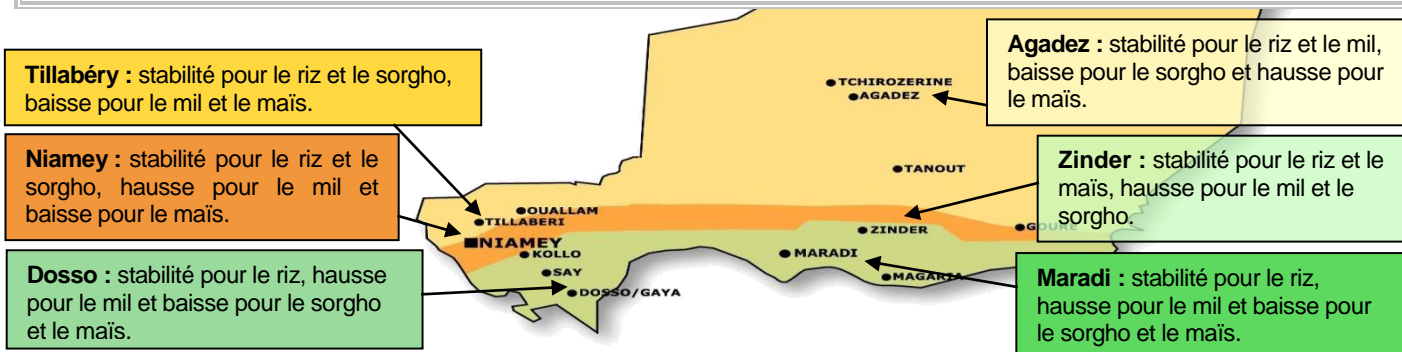 Tillabéry : stabilité pour le riz et le sorgho,
baisse pour le mil et le maïs.
Niamey : stabilité pour le riz et le
sorgho, hausse pour le mil et
baisse pour le maïs.
Dosso : stabilité pour le riz, hausse
pour le mil et baisse pour le sorgho
et le maïs.
Agadez : stabilité pour le riz et le mil,
baisse pour le sorgho et hausse pour
le maïs.
Zinder : stabilité pour le riz et le
maïs, hausse pour le mil et le
sorgho.
Maradi : stabilité pour le riz,
hausse pour le mil et baisse pour
le sorgho et le maïs.
TCHIROZERINE
AGADEZ
TANOUT
OUALLAM
TILLABERI
NIAMEY
KOLLO
SAY
DOSSO/GAYA
ZINDER
GOURE
MARADI
MAGARIA